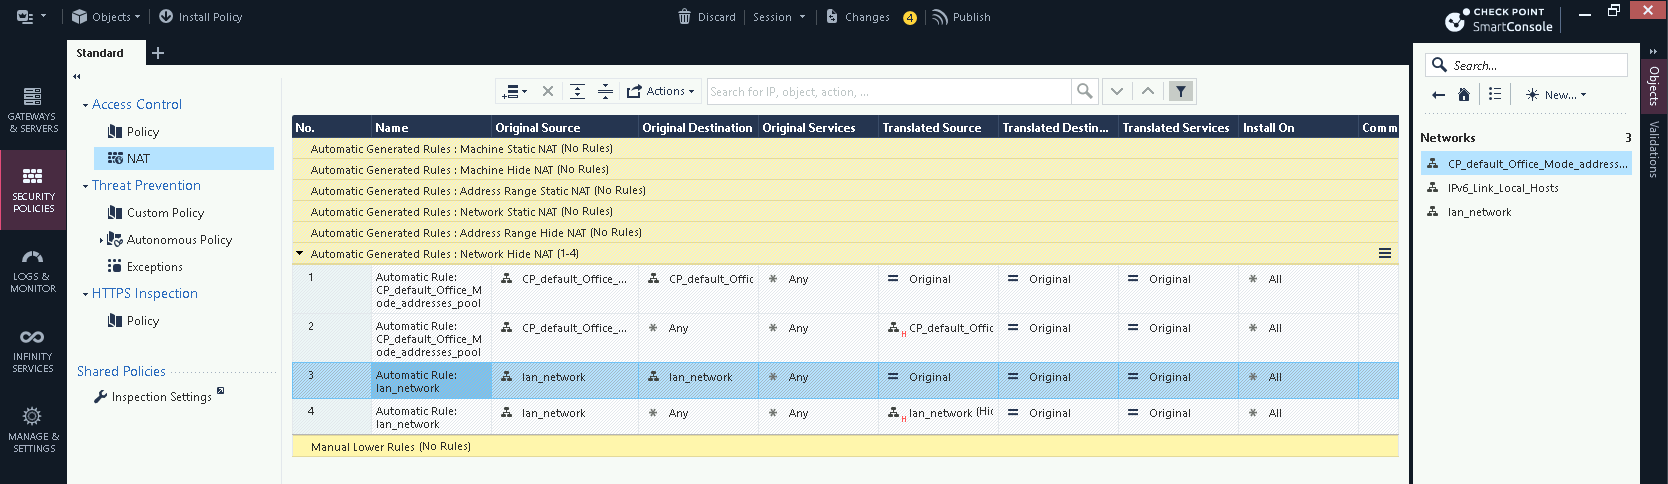 Objects
Install Policy
Discard
Session
Changes
4
Publish
CHECK POINT
SmartConsole
Standard
GATEWAYS
& SERVERS
SECURITY
POLICIES
LOGS &
MONITOR
INFINITY
SERVICES
MANAGE &
SETTINGS
Access Control
Policy
NAT
Threat Prevention
Custom Policy
Autonomous Policy
Exceptions
HTTPS Inspection
Policy
Shared Policies
Inspection Settings
Actions
Search for IP, object, action, ...
No. Name Original Source Original Destination Original Services Translated Source Translated Destin... Translated Services Install On Comm
Automatic Generated Rules : Machine Static NAT (No Rules)
Automatic Generated Rules : Machine Hide NAT (No Rules)
Automatic Generated Rules : Address Range Static NAT (No Rules)
Automatic Generated Rules : Network Static NAT (No Rules)
Automatic Generated Rules : Address Range Hide NAT (No Rules)
Automatic Generated Rules : Network Hide NAT (1-4)
1 Automatic Rule: CP_default_Office_... CP_default_Offic * Any = Original = Original = Original * All
CP_default_Office_M
ode_addresses_pool
2 Automatic Rule: CP_default_Office_... * Any * Any H CP_default_Offic = Original = Original * All
CP_default_Office_M
ode_addresses_pool
3 Automatic Rule: lan_network lan_network * Any = Original = Original = Original * All
lan_network
4 Automatic Rule: lan_network * Any * Any H lan_network (Hid = Original = Original * All
lan_network
Manual Lower Rules (No Rules)
Search...
New...
Networks 3
CP_default_Office_Mode_address...
IPv6_Link_Local_Hosts
lan_network
Objects
Validations